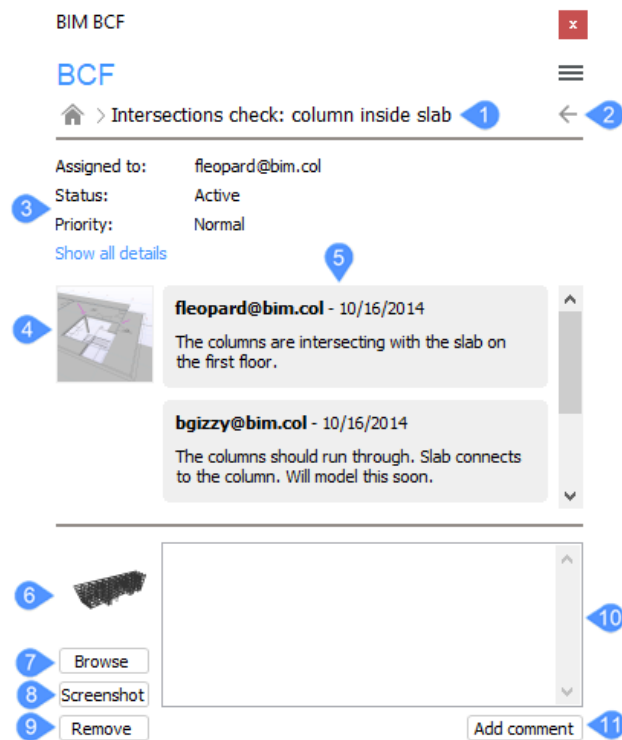 BIM BCF
x
BCF
Intersections check: column inside slab 1
2
Assigned to: fleopard@bim.col
Status: Active
3
Priority: Normal
Show all details
5
4
fleopard@bim.col - 10/16/2014
The columns are intersecting with the slab on
the first floor.
bgizzy@bim.col - 10/16/2014
The columns should run through. Slab connects
to the column. Will model this soon.
6
10
7 Browse
8 Screenshot
9 Remove
Add comment 11